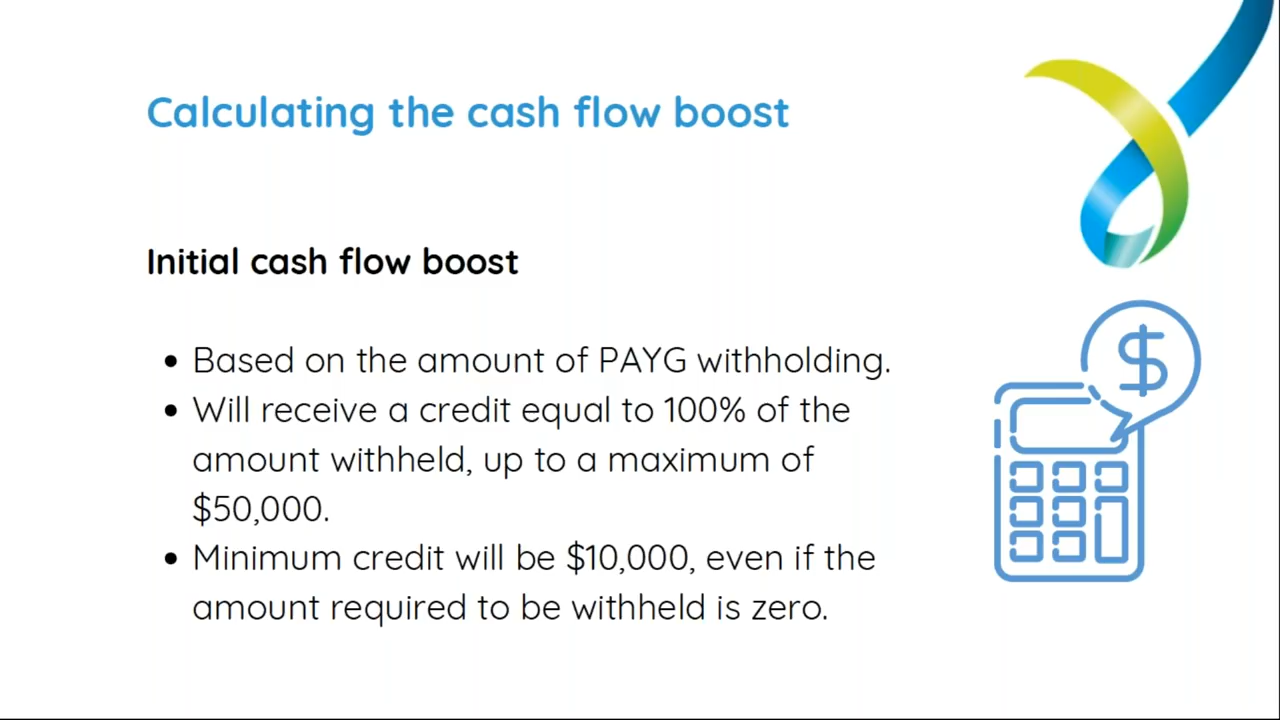 Calculating the cash flow boost
Initial cash flow boost
• Based on the amount of PAYG withholding.
• Will receive a credit equal to 100% of the
amount withheld, up to a maximum of
$50,000.
• Minimum credit will be $10,000, even if the
amount required to be withheld is zero.
$